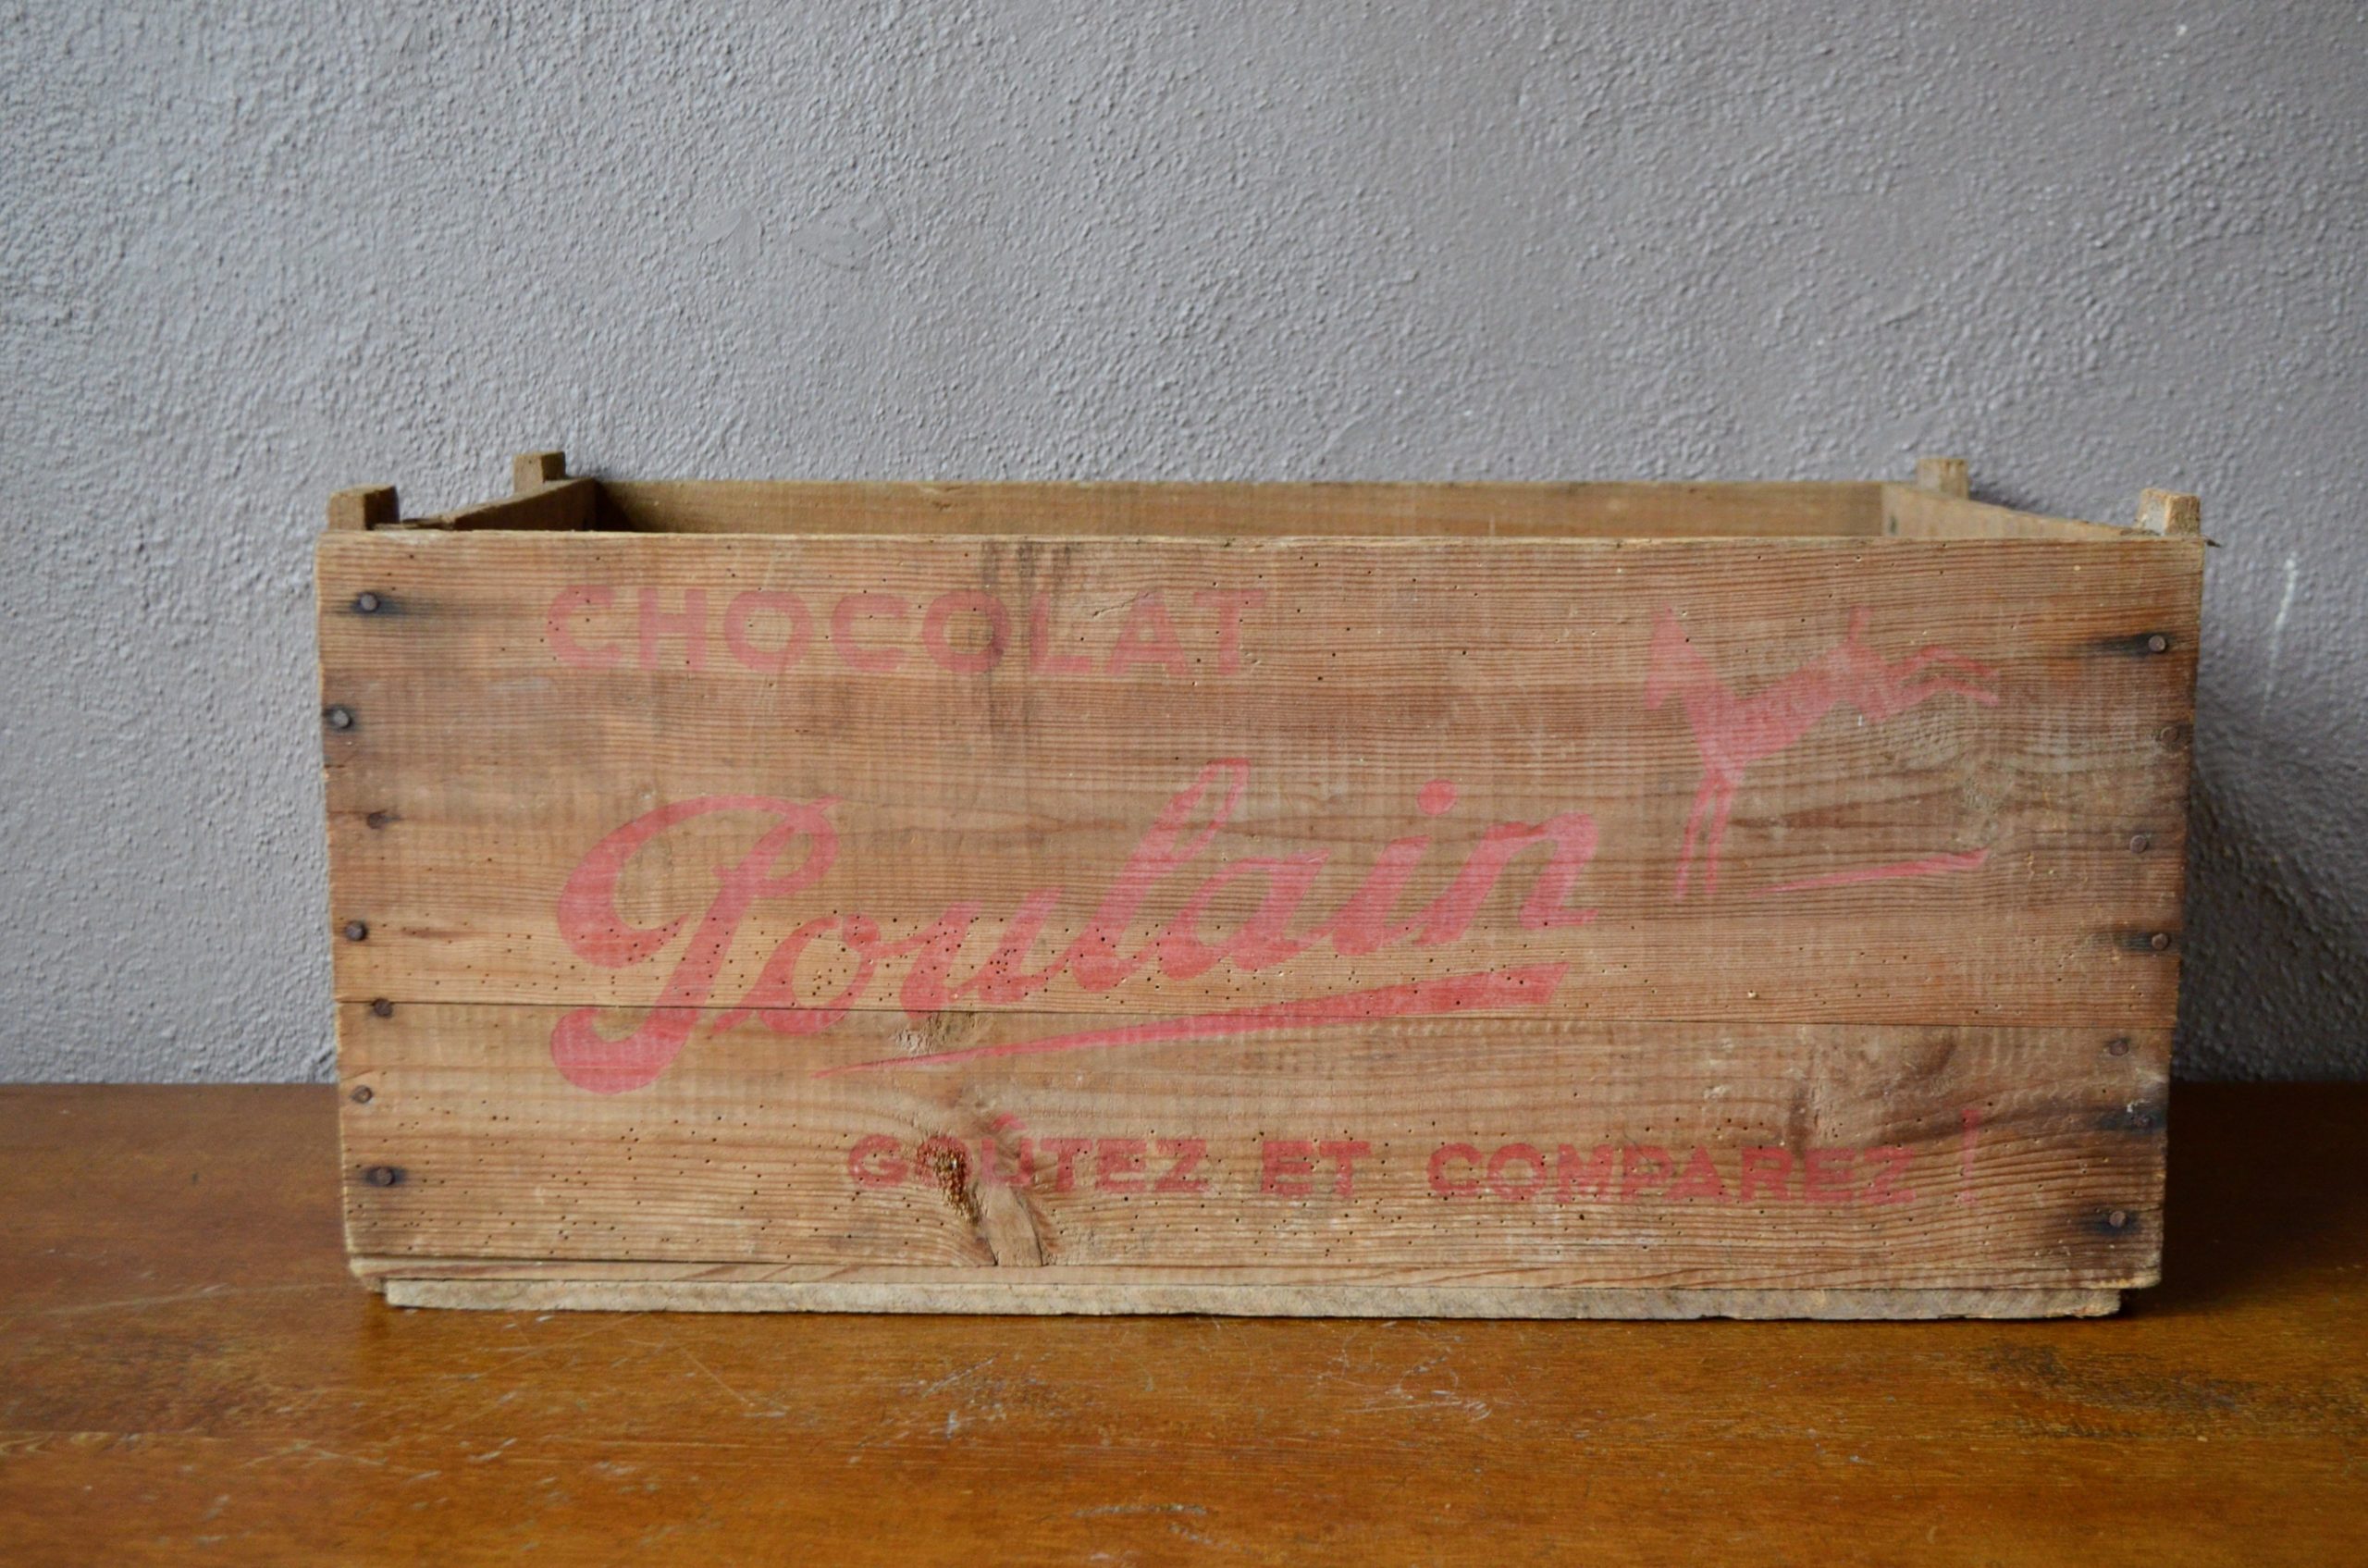 CHOCOLAT
Poulain
GOÛTEZ ET COMPAREZ !